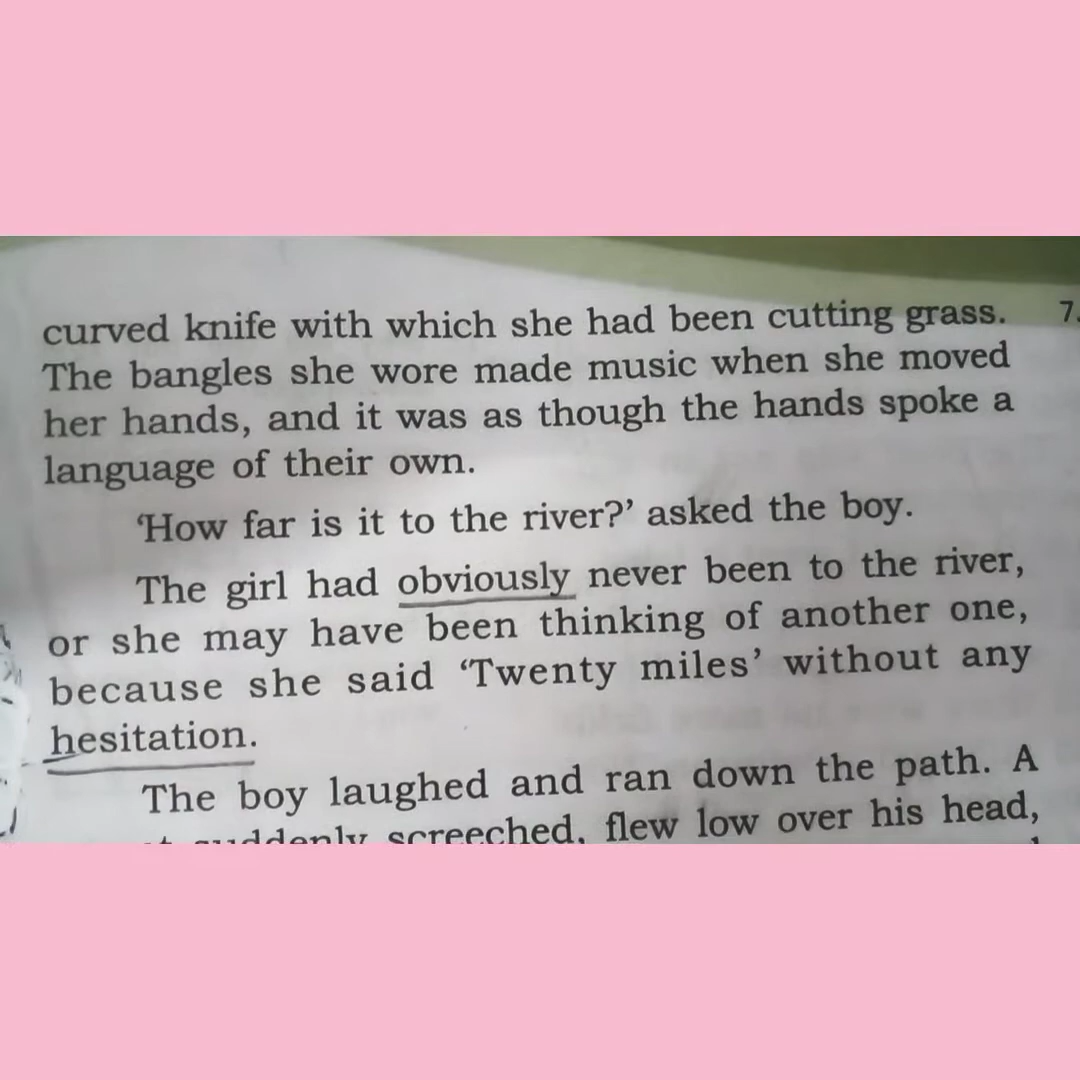 curved knife with which she had been cutting grass. 7.
The bangles she wore made music when she moved
her hands, and it was as though the hands spoke a
language of their own.
‘How far is it to the river?’ asked the boy.
The girl had obviously never been to the river,
or she may have been thinking of another one,
because she said ‘Twenty miles’ without any
hesitation.
The boy laughed and ran down the path. A
suddenly screeched, flew low over his head,